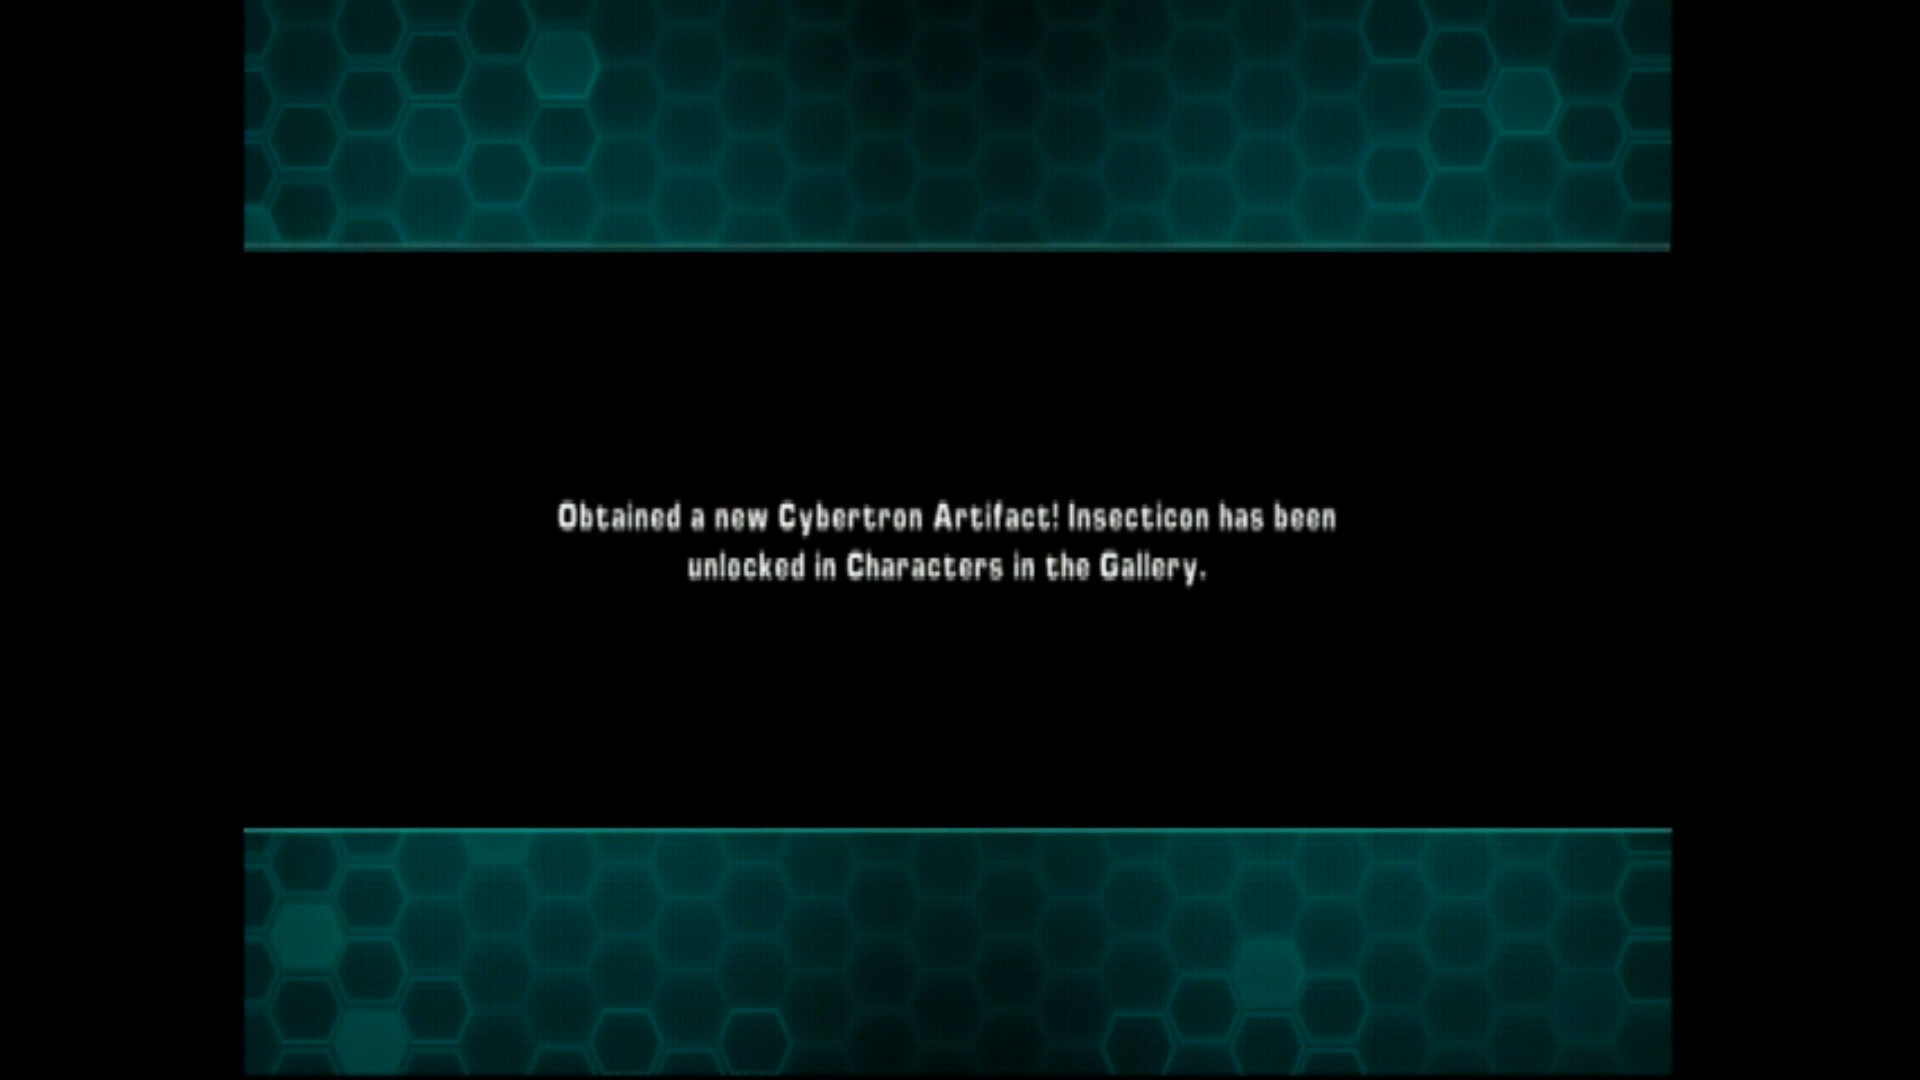 Obtained a new Cybertron Artifact! Insecticon has been
unlocked in Characters in the Gallery.